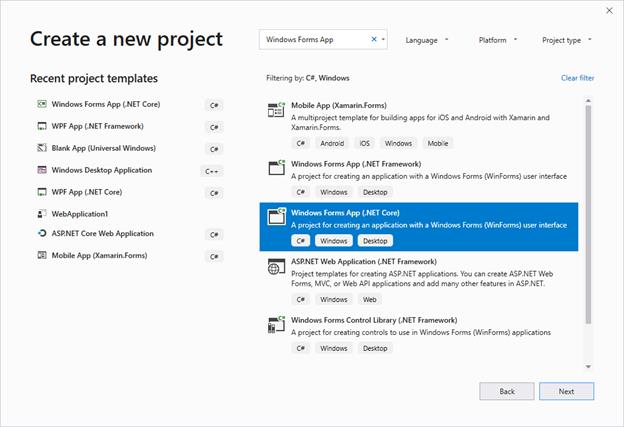 Create a new project
Windows Forms App
Language
Platform
Project type
Recent project templates
Filtering by: C#, Windows
Clear filter
Windows Forms App (.NET Core) C#
WPF App (.NET Framework) C#
Blank App (Universal Windows) C#
Windows Desktop Application C++
WPF App (.NET Core) C#
WebApplication1
ASP.NET Core Web Application C#
Mobile App (Xamarin.Forms) C#
Mobile App (Xamarin.Forms)
A multiproject template for building apps for iOS and Android with Xamarin and
Xamarin.Forms.
C# Android iOS Windows Mobile
Windows Forms App (.NET Framework)
A project for creating an application with a Windows Forms (WinForms) user interface
C# Windows Desktop
Windows Forms App (.NET Core)
A project for creating an application with a Windows Forms (WinForms) user interface
C# Windows Desktop
ASP.NET Web Application (.NET Framework)
Project templates for creating ASP.NET applications. You can create ASP.NET Web
Forms, MVC, or Web API applications and add many other features in ASP.NET.
C# Windows Web
Windows Forms Control Library (.NET Framework)
A project for creating controls to use in Windows Forms (WinForms) applications
C# Windows Desktop
Back
Next